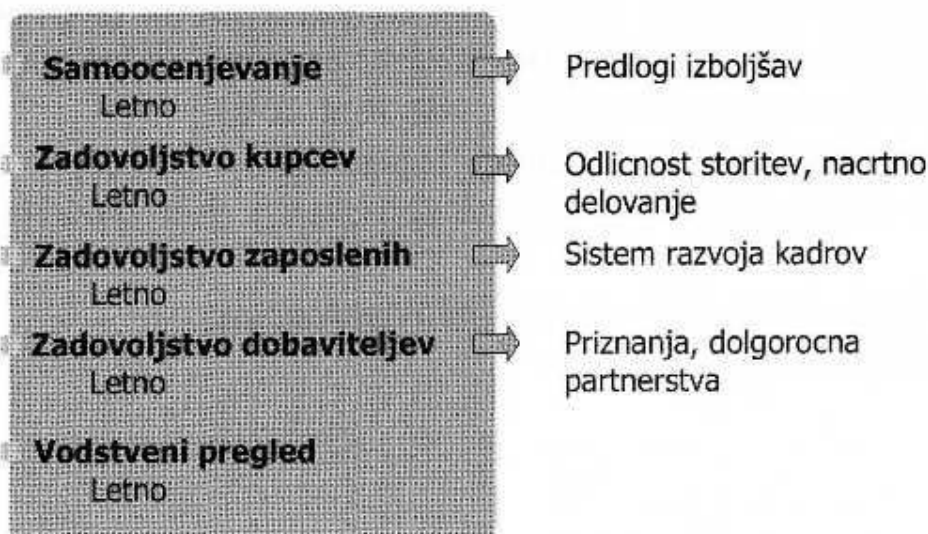 Samoocenjevanje
Predlogi izboljšav
Letno
Zadovoljstvo kupcev
Odlicnost storitev, nacrtno
delovanje
Letno
Zadovoljstvo zaposlenih
Sistem razvoja kadrov
Letno
Zadovoljstvo dobaviteljev
Priznanja, dolgorocna
partnerstva
Letno
Vodstveni pregled
Letno